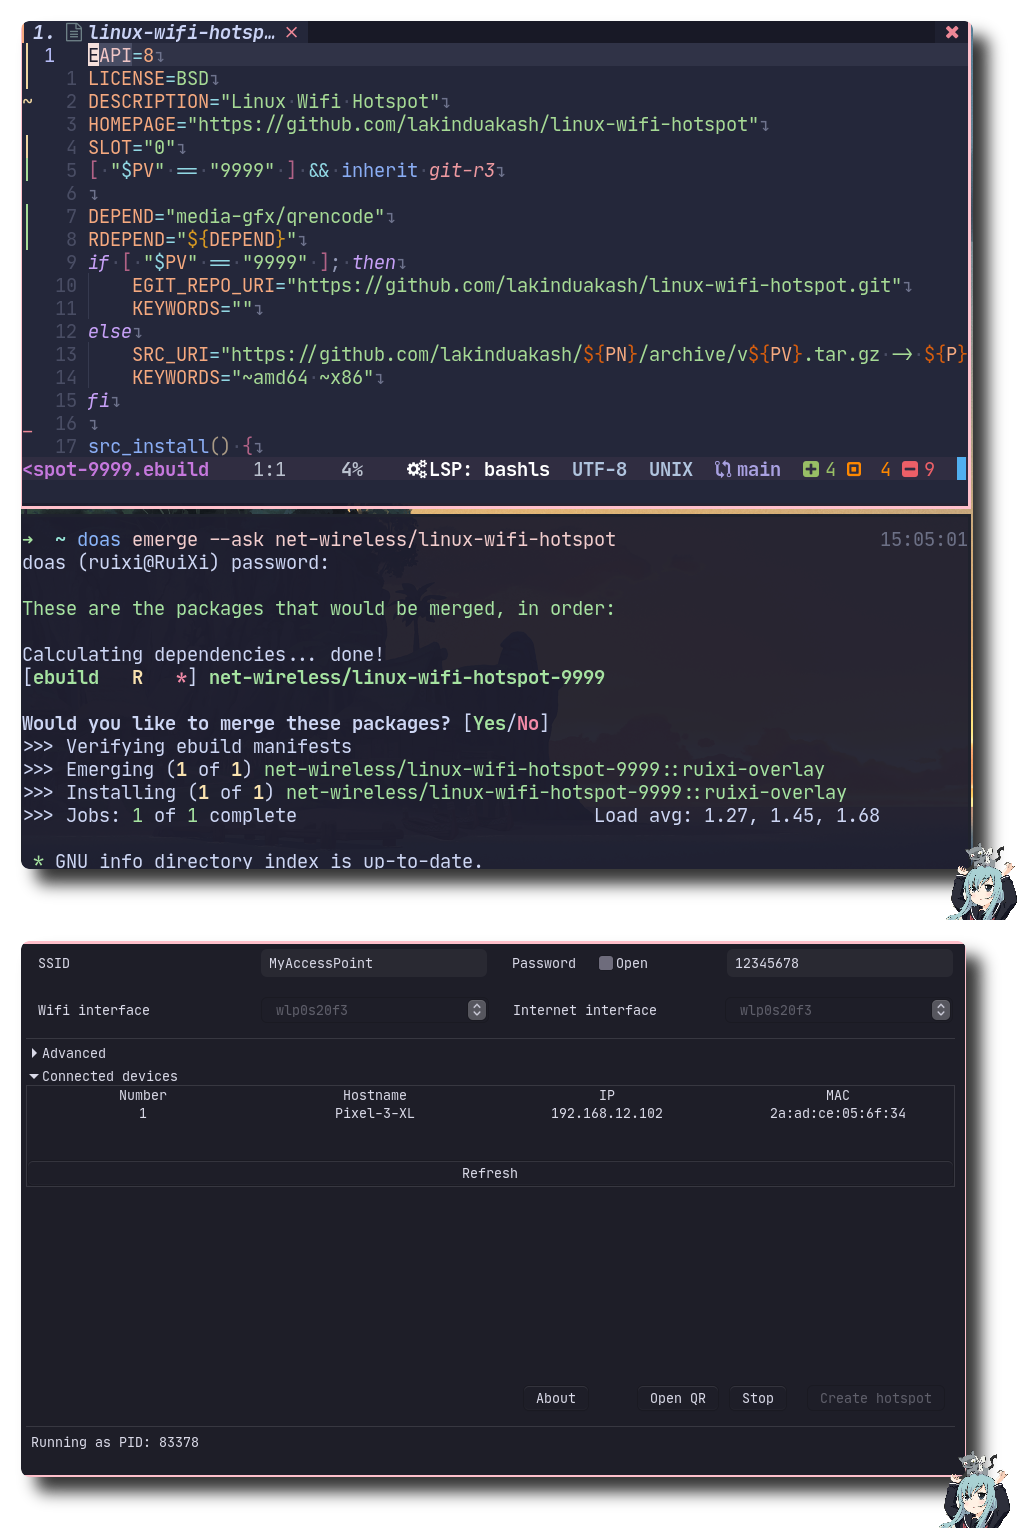 1. linux-wifi-hotsp… ×
1 EAPI=8
1 LICENSE=BSD
~ 2 DESCRIPTION="Linux Wifi Hotspot"
3 HOMEPAGE="https://github.com/lakinduakash/linux-wifi-hotspot"
4 SLOT="0"
5 [ "$PV" == "9999" ] && inherit git-r3
6
7 DEPEND="media-gfx/qrencode"
8 RDEPEND="${DEPEND}"
9 if [ "$PV" == "9999" ]; then
10 EGIT_REPO_URI="https://github.com/lakinduakash/linux-wifi-hotspot.git"
11 KEYWORDS=""
12 else
13 SRC_URI="https://github.com/lakinduakash/${PN}/archive/v${PV}.tar.gz -> ${P}
14 KEYWORDS="~amd64 ~x86"
15 fi
_ 16
17 src_install() {
<spot-9999.ebuild 1:1 4% LSP: bashls UTF-8 UNIX main 4 4 9
➜ ~ doas emerge --ask net-wireless/linux-wifi-hotspot 15:05:01
doas (ruixi@RuiXi) password:
These are the packages that would be merged, in order:
Calculating dependencies... done!
[ebuild R *] net-wireless/linux-wifi-hotspot-9999
Would you like to merge these packages? [Yes/No]
>>> Verifying ebuild manifests
>>> Emerging (1 of 1) net-wireless/linux-wifi-hotspot-9999::ruixi-overlay
>>> Installing (1 of 1) net-wireless/linux-wifi-hotspot-9999::ruixi-overlay
>>> Jobs: 1 of 1 complete Load avg: 1.27, 1.45, 1.68
* GNU info directory index is up-to-date.
SSID MyAccessPoint Password Open 12345678
Wifi interface wlp0s20f3 Internet interface wlp0s20f3
Advanced
Connected devices
Number Hostname IP MAC
1 Pixel-3-XL 192.168.12.102 2a:ad:ce:05:6f:34
Refresh
About Open QR Stop Create hotspot
Running as PID: 83378